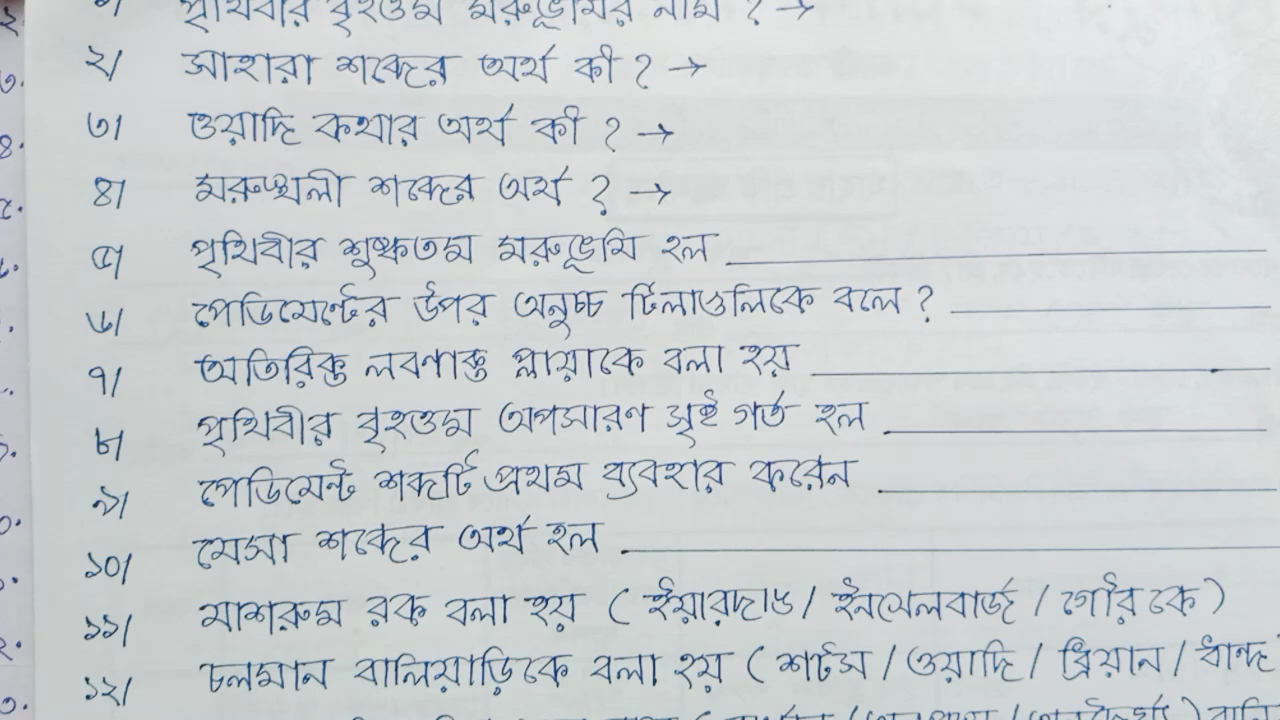 পৃথিবীর বৃহত্তম মরুভূমির নাম ? →
২/ সাহারা শব্দের অর্থ কী ? →
৩/ ওয়াদি কথার অর্থ কী ? →
৪/ মরুস্থলী শব্দের অর্থ ? →
৫/ পৃথিবীর শুষ্কতম মরুভূমি হল
৬/ পেডিমেন্টের উপর অনুচ্চ টিলাগুলিকে বলে ?
৭/ অতিরিক্ত লবণাক্ত প্লায়াকে বলা হয়
৮/ পৃথিবীর বৃহত্তম অপসারণ সৃষ্ট গর্ত হল
৯/ পেডিমেন্ট শব্দটি প্রথম ব্যবহার করেন
১০/ মেসা শব্দের অর্থ হল
১১/ মাশরুম রক বলা হয় ( ইয়ারদাঙ / ইনসেলবার্জ / গৌর কে )
১২/ চলমান বালিয়াড়িকে বলা হয় ( শটস / ওয়াদি / থ্রিয়ান / ধান্দ